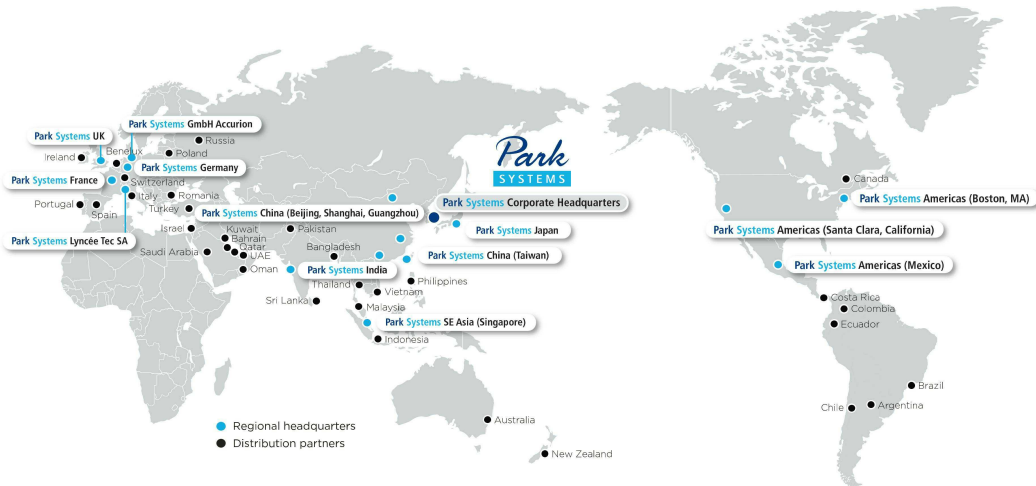 Park Systems GmbH Accurion
Park Systems UK
Russia
Benelux
Poland
Ireland
Park Systems Germany
Park Systems France
Switzerland
Italy
Romania
Portugal
Spain
Turkey
Park Systems China (Beijing, Shanghai, Guangzhou)
Park
SYSTEMS
Park Systems Corporate Headquarters
Park Systems Japan
Israel
Kuwait
Pakistan
Park Systems Lyncée Tec SA
Bahrain
Bangladesh
Saudi Arabia
Qatar
UAE
Park Systems China (Taiwan)
Oman
Park Systems India
Thailand
Philippines
Sri Lanka
Vietnam
Malaysia
Park Systems SE Asia (Singapore)
Indonesia
Australia
New Zealand
Canada
Park Systems Americas (Boston, MA)
Park Systems Americas (Santa Clara, California)
Park Systems Americas (Mexico)
Costa Rica
Colombia
Ecuador
Brazil
Chile
Argentina
Regional headquarters
Distribution partners